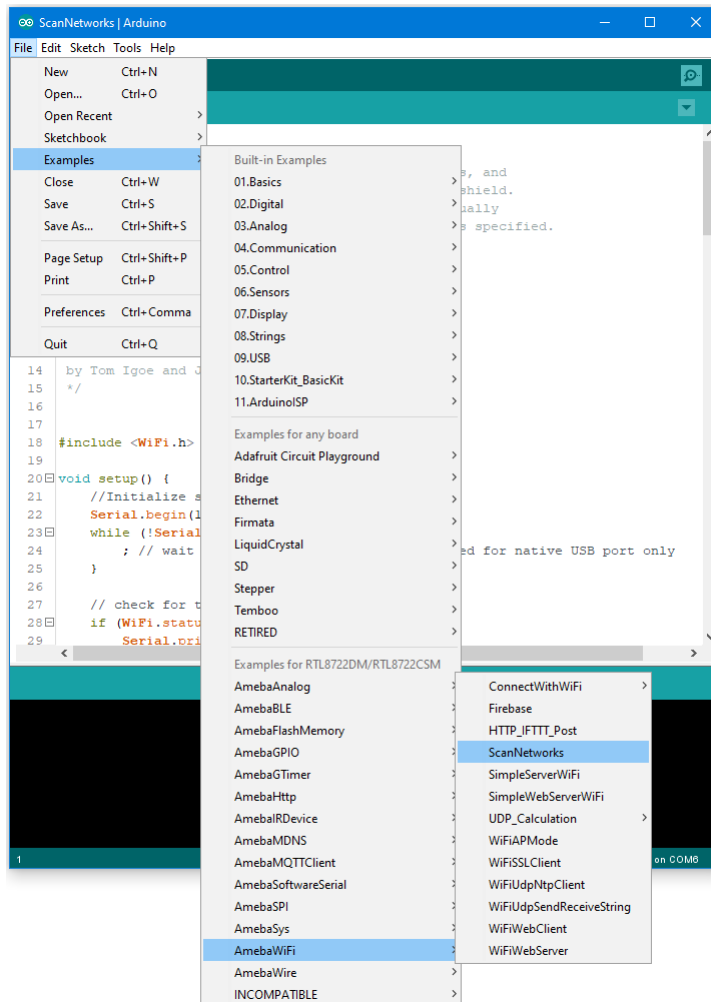 ScanNetworks | Arduino
File Edit Sketch Tools Help
New Ctrl+N
Open... Ctrl+O
Open Recent
Sketchbook
Examples
Close Ctrl+W
Save Ctrl+S
Save As... Ctrl+Shift+S
Page Setup Ctrl+Shift+P
Print Ctrl+P
Preferences Ctrl+Comma
Quit Ctrl+Q
Built-in Examples
01.Basics
02.Digital
03.Analog
04.Communication
05.Control
06.Sensors
07.Display
08.Strings
09.USB
10.StarterKit_BasicKit
11.ArduinoISP
Examples for any board
Adafruit Circuit Playground
Bridge
Ethernet
Firmata
LiquidCrystal
SD
Stepper
Temboo
RETIRED
Examples for RTL8722DM/RTL8722CSM
AmebaAnalog
AmebaBLE
AmebaFlashMemory
AmebaGPIO
AmebaGTimer
AmebaHttp
AmebaIRDevice
AmebaMDNS
AmebaMQTTClient
AmebaSoftwareSerial
AmebaSPI
AmebaSys
AmebaWiFi
AmebaWire
INCOMPATIBLE
ConnectWithWiFi
Firebase
HTTP_IFTTT_Post
ScanNetworks
SimpleServerWiFi
SimpleWebServerWiFi
UDP_Calculation
WiFiAPMode
WiFiSSLClient
WiFiUdpNtpClient
WiFiUdpSendReceiveString
WiFiWebClient
WiFiWebServer
s, and
shield.
ually
s specified.
14 by Tom Igoe and J
15 */
16
17
18 #include <WiFi.h>
19
20 void setup() {
21 //Initialize s
22 Serial.begin(1
23 while (!Serial
24 ; // wait ed for native USB port only
25 }
26
27 // check for t
28 if (WiFi.statu
29 Serial.pri
1 on COM6